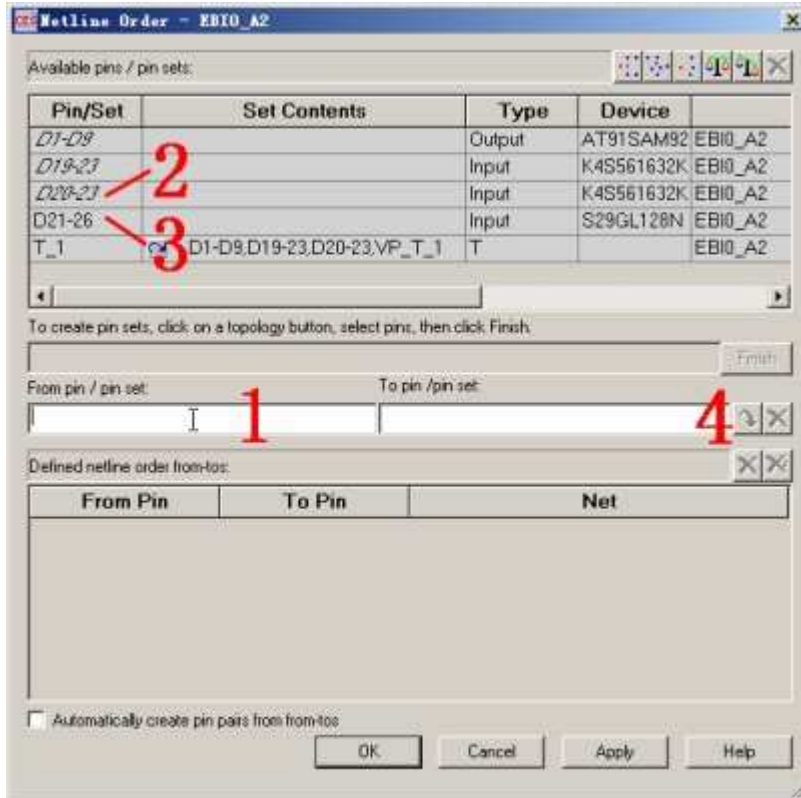 Netline Order - EBI0_A2
Available pins / pin sets:
Pin/Set Set Contents Type Device
D1-D9 Output AT91SAM92 EBI0_A2
D19-23 Input K4S561632K EBI0_A2
D20-23 Input K4S561632K EBI0_A2
D21-26 Input S29GL128N EBI0_A2
T_1 D1-D9,D19-23,D20-23,VP_T_1 T EBI0_A2
2
3
To create pin sets, click on a topology button, select pins, then click Finish.
Finish
From pin / pin set: To pin /pin set:
1 4
Defined netline order from-tos:
From Pin To Pin Net
Automatically create pin pairs from from-tos
OK Cancel Apply Help